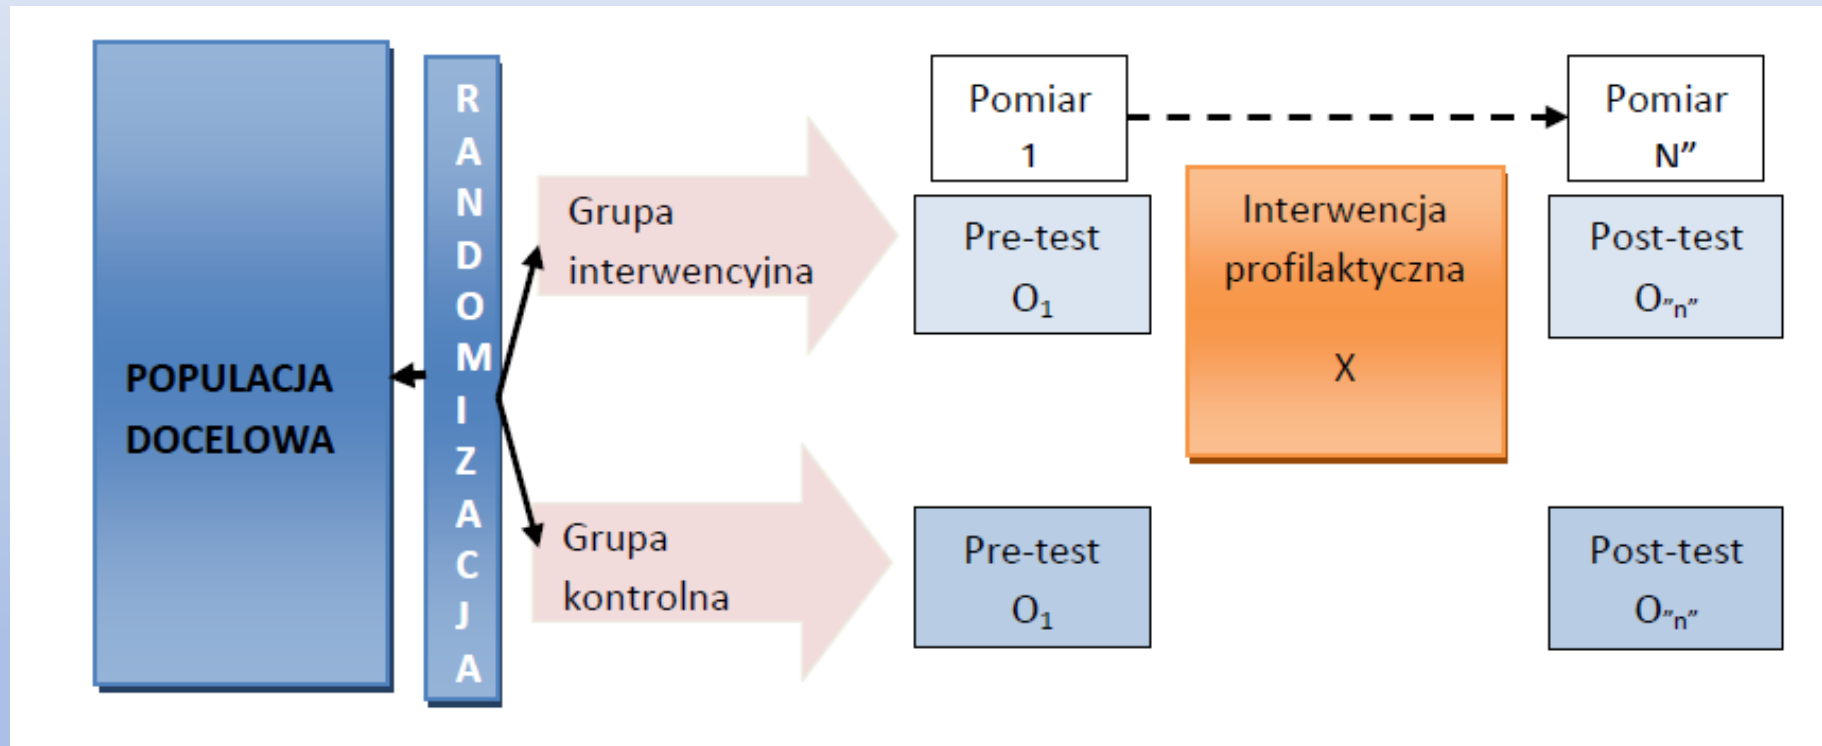 POPULACJA
DOCELOWA
RANDOMIZACJA
Grupa
interwencyjna
Grupa
kontrolna
Pomiar
1
Pomiar
N”
Pre-test
O₁
Interwencja
profilaktyczna
X
Post-test
O”n”
Pre-test
O₁
Post-test
O”n”